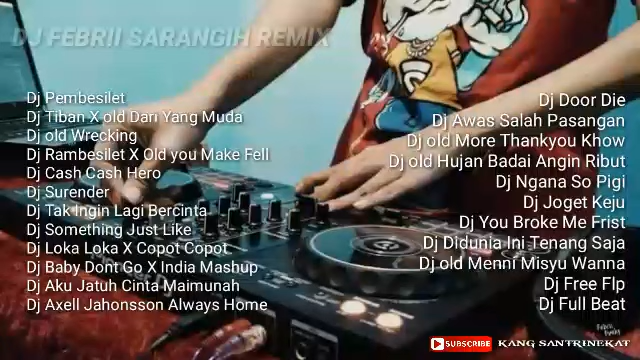 DJ FEBRII SARANGIH REMIX
Dj Pembesilet
Dj Tiban X old Dari Yang Muda
Dj old Wrecking
Dj Rambesilet X Old you Make Fell
Dj Cash Cash Hero
Dj Surender
Dj Tak Ingin Lagi Bercinta
Dj Something Just Like
Dj Loka Loka X Copot Copot
Dj Baby Dont Go X India Mashup
Dj Aku Jatuh Cinta Maimunah
Dj Axell Jahonsson Always Home
Dj Door Die
Dj Awas Salah Pasangan
Dj old More Thankyou Khow
Dj old Hujan Badai Angin Ribut
Dj Ngana So Pigi
Dj Joget Keju
Dj You Broke Me Frist
Dj Didunia Ini Tenang Saja
Dj old Menni Misyu Wanna
Dj Free Flp
Dj Full Beat
SUBSCRIBE KANG SANTRINEKAT